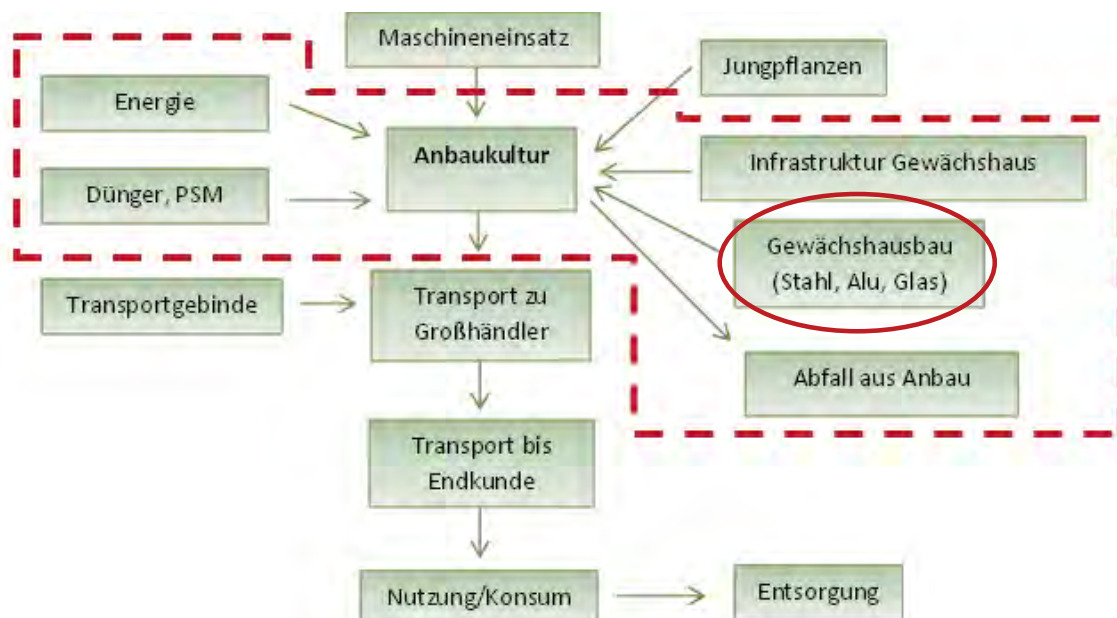 Maschineneinsatz
Jungpflanzen
Energie
Anbaukultur
Infrastruktur Gewächshaus
Dünger, PSM
Gewächshausbau
(Stahl, Alu, Glas)
Transportgebinde
Transport zu
Großhändler
Abfall aus Anbau
Transport bis
Endkunde
Nutzung/Konsum
Entsorgung